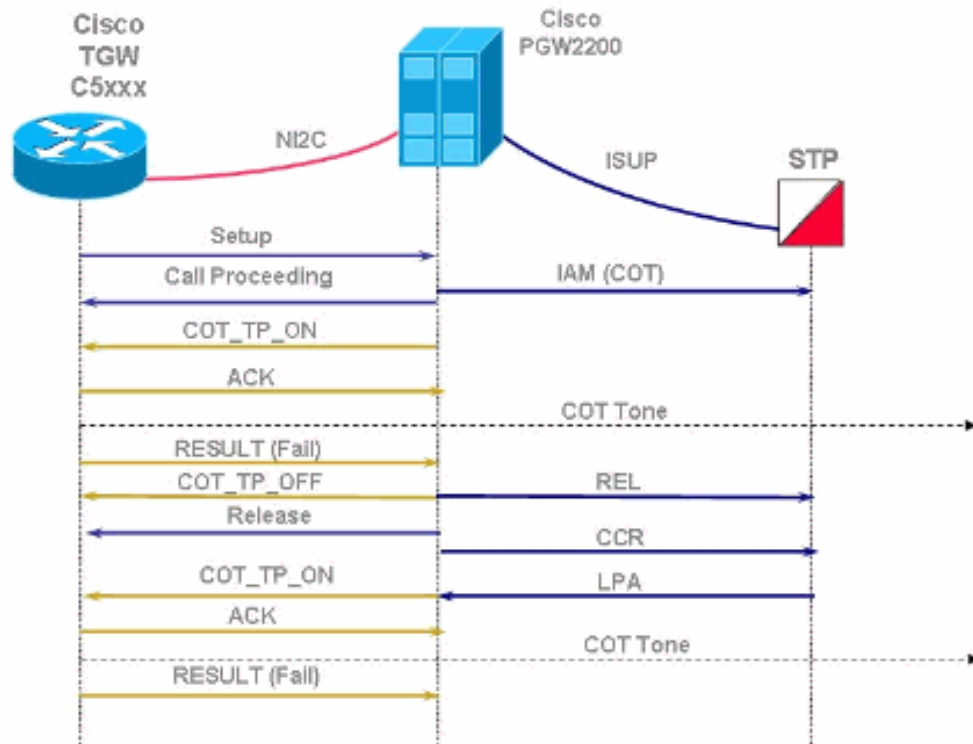 Cisco
TGW
C5xxx
Cisco
PGW2200
NI2C
ISUP
STP
Setup
Call Proceeding
IAM (COT)
COT_TP_ON
ACK
COT Tone
RESULT (Fail)
COT_TP_OFF
REL
Release
CCR
COT_TP_ON
LPA
ACK
COT Tone
RESULT (Fail)